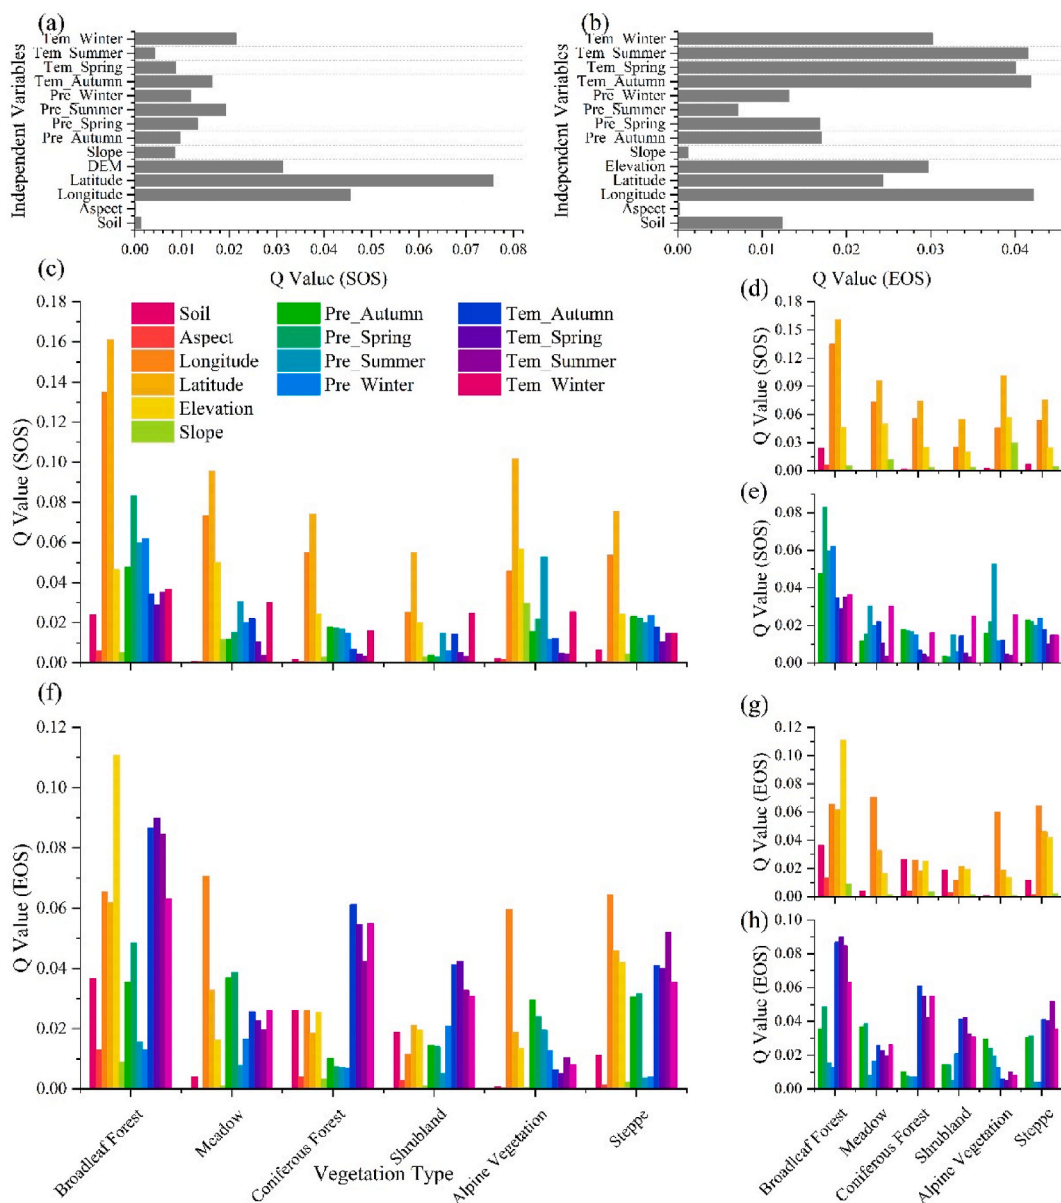 (a)
Independent Variables
Tem_Winter
Tem_Summer
Tem_Spring
Tem_Autumn
Pre_Winter
Pre_Summer
Pre_Spring
Pre_Autumn
Slope
DEM
Latitude
Longitude
Aspect
Soil
0.00 0.01 0.02 0.03 0.04 0.05 0.06 0.07 0.08
Q Value (SOS)
(b)
Independent Variables
Tem_Winter
Tem_Summer
Tem_Spring
Tem_Autumn
Pre_Winter
Pre_Summer
Pre_Spring
Pre_Autumn
Slope
Elevation
Latitude
Longitude
Aspect
Soil
0.00 0.01 0.02 0.03 0.04
Q Value (EOS)
(c)
Q Value (SOS)
0.18
0.16
0.14
0.12
0.10
0.08
0.06
0.04
0.02
0.00
Soil
Aspect
Longitude
Latitude
Elevation
Slope
Pre_Autumn
Pre_Spring
Pre_Summer
Pre_Winter
Tem_Autumn
Tem_Spring
Tem_Summer
Tem_Winter
(d)
Q Value (SOS)
0.18
0.15
0.12
0.09
0.06
0.03
0.00
(e)
Q Value (SOS)
0.08
0.06
0.04
0.02
0.00
(f)
Q Value (EOS)
0.12
0.10
0.08
0.06
0.04
0.02
0.00
Broadleaf Forest
Meadow
Coniferous Forest
Shrubland
Alpine Vegetation
Steppe
Vegetation Type
(g)
Q Value (EOS)
0.12
0.10
0.08
0.06
0.04
0.02
0.00
(h)
Q Value (EOS)
0.10
0.08
0.06
0.04
0.02
0.00
Broadleaf Forest
Meadow
Coniferous Forest
Shrubland
Alpine Vegetation
Steppe